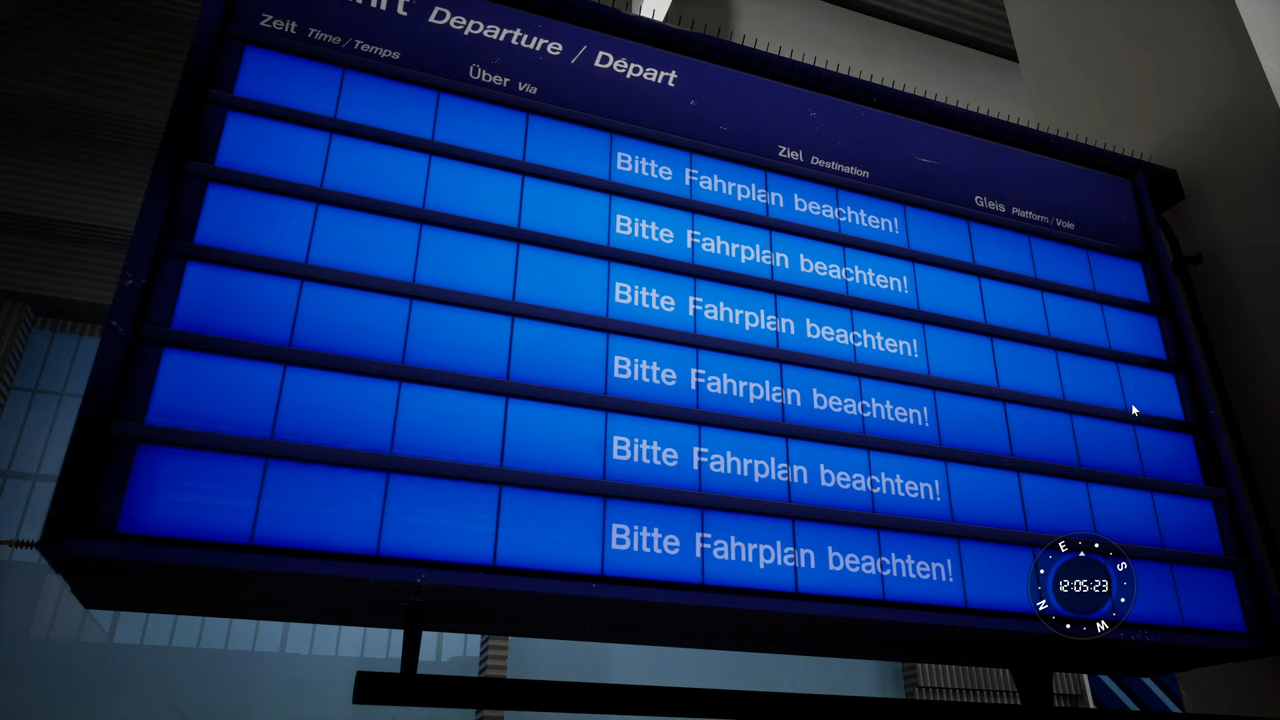 Departure / Départ
Zeit Time / Temps
Über Via
Ziel Destination
Gleis Platform / Voie
Bitte Fahrplan beachten!
Bitte Fahrplan beachten!
Bitte Fahrplan beachten!
Bitte Fahrplan beachten!
Bitte Fahrplan beachten!
Bitte Fahrplan beachten!
E
S
N
W
12:05:23